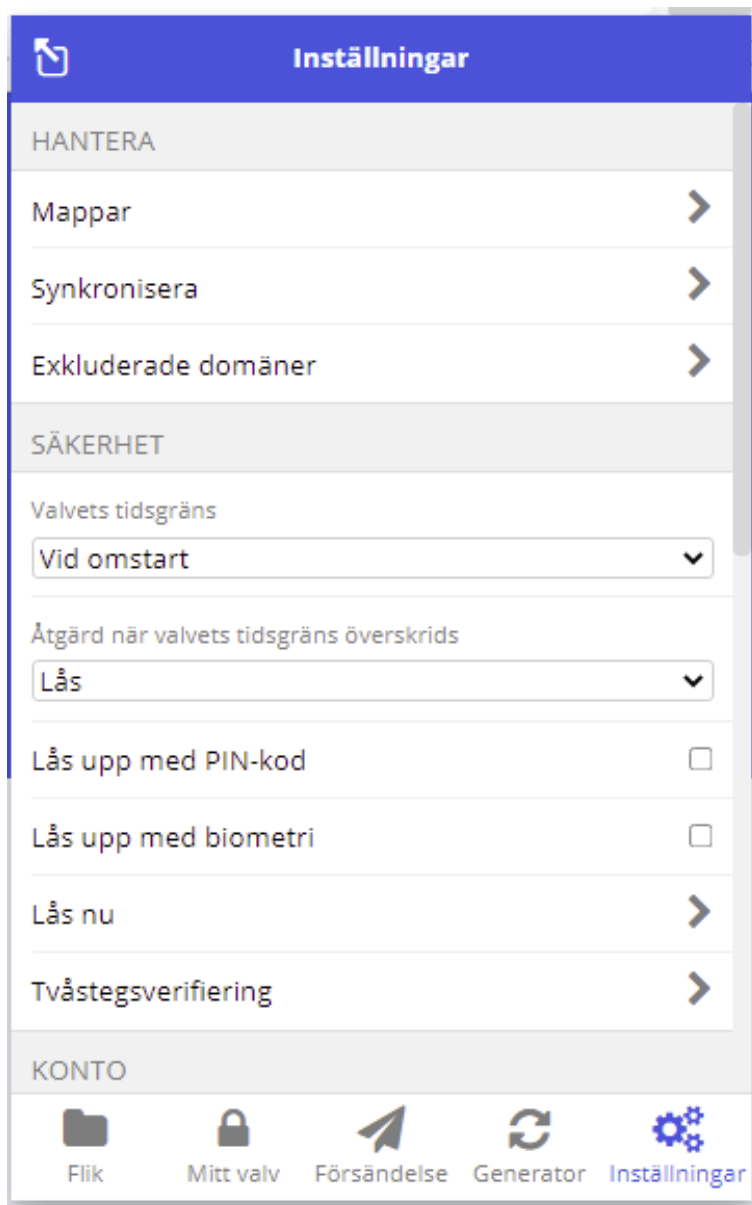 Inställningar
HANTERA
Mappar
Synkronisera
Exkluderade domäner
SÄKERHET
Valvets tidsgräns
Vid omstart
Åtgärd när valvets tidsgräns överskrids
Lås
Lås upp med PIN-kod
Lås upp med biometri
Lås nu
Tvåstegsverifiering
KONTO
Flik Mitt valv Försändelse Generator Inställningar